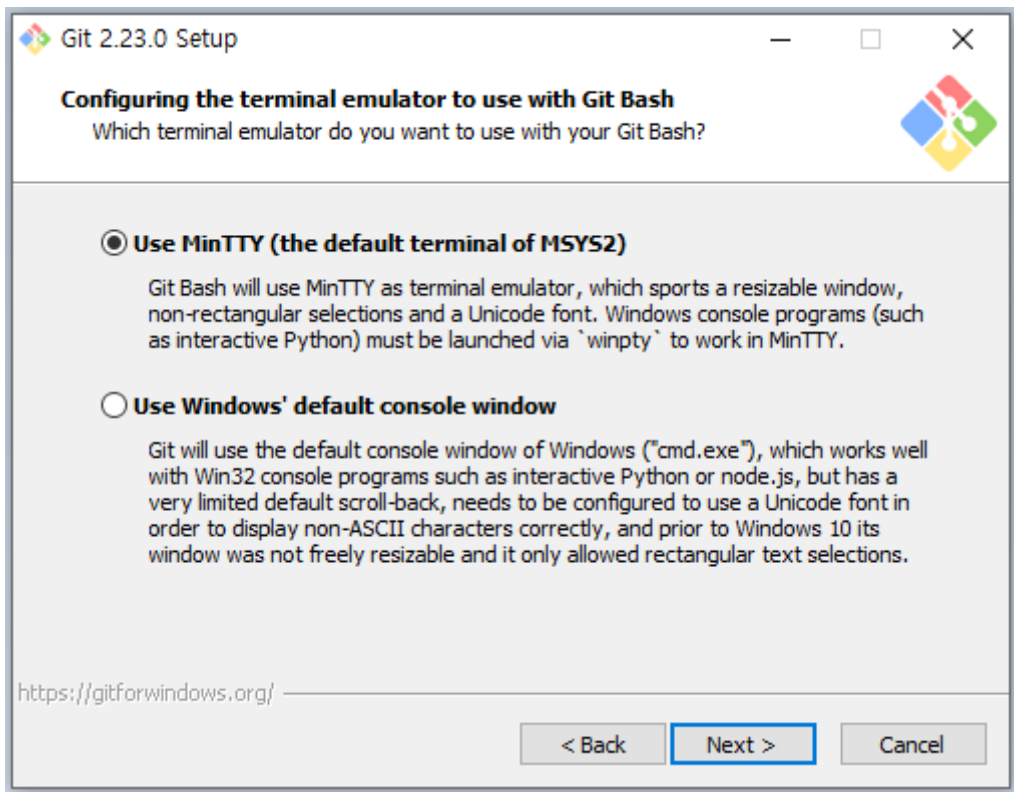 Git 2.23.0 Setup
Configuring the terminal emulator to use with Git Bash
Which terminal emulator do you want to use with your Git Bash?
Use MinTTY (the default terminal of MSYS2)
Git Bash will use MinTTY as terminal emulator, which sports a resizable window,
non-rectangular selections and a Unicode font. Windows console programs (such
as interactive Python) must be launched via `winpty` to work in MinTTY.
Use Windows' default console window
Git will use the default console window of Windows ("cmd.exe"), which works well
with Win32 console programs such as interactive Python or node.js, but has a
very limited default scroll-back, needs to be configured to use a Unicode font in
order to display non-ASCII characters correctly, and prior to Windows 10 its
window was not freely resizable and it only allowed rectangular text selections.
https://gitforwindows.org/
< Back
Next >
Cancel